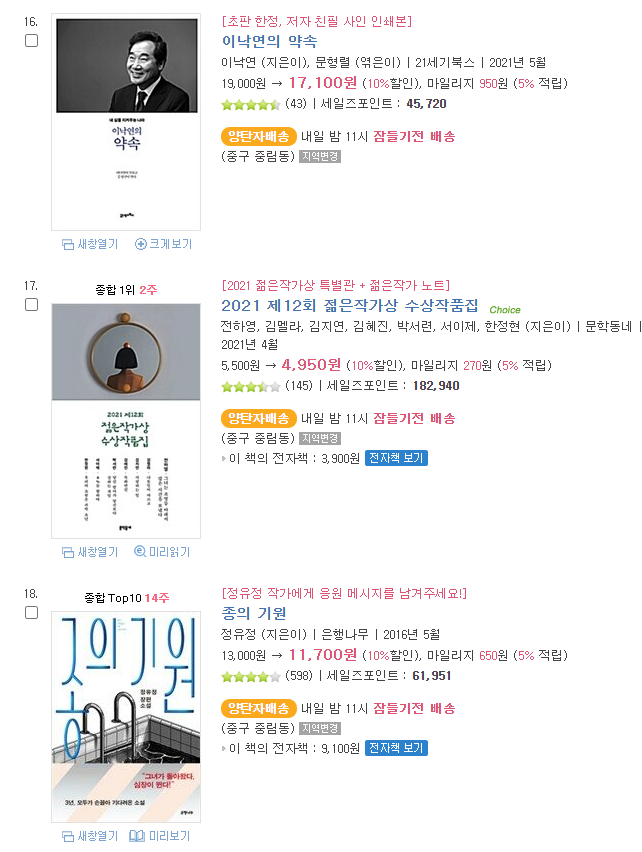 16.
[초판 한정, 저자 친필 사인 인쇄본]
이낙연의 약속
이낙연 (지은이), 문형렬 (엮은이) | 21세기북스 | 2021년 5월
19,000원 → 17,100원 (10%할인), 마일리지 950원 (5% 적립)
(43) | 세일즈포인트 : 45,720
양탄자배송 내일 밤 11시 잠들기전 배송
(중구 중림동) 지역변경
내 삶을 지켜주는 나라
이낙연의
약속
새창열기 크게보기
17.
종합 1위 2주
[2021 젊은작가상 특별관 + 젊은작가 노트]
2021 제12회 젊은작가상 수상작품집 Choice
전하영, 김멜라, 김지연, 김혜진, 박서련, 서이제, 한정현 (지은이) | 문학동네 |
2021년 4월
5,500원 → 4,950원 (10%할인), 마일리지 270원 (5% 적립)
(145) | 세일즈포인트 : 182,940
양탄자배송 내일 밤 11시 잠들기전 배송
(중구 중림동) 지역변경
이 책의 전자책 : 3,900원 전자책 보기
2021 제12회
젊은작가상
수상작품집
문학동네
새창열기 미리읽기
18.
종합 Top10 14주
[정유정 작가에게 응원 메시지를 남겨주세요!]
종의 기원
정유정 (지은이) | 은행나무 | 2016년 5월
13,000원 → 11,700원 (10%할인), 마일리지 650원 (5% 적립)
(598) | 세일즈포인트 : 61,951
양탄자배송 내일 밤 11시 잠들기전 배송
(중구 중림동) 지역변경
이 책의 전자책 : 9,100원 전자책 보기
종의 기원
정유정
장편
소설
"그녀가 돌아왔다.
심장이 뛴다!"
3년, 모두가 손꼽아 기다려온 소설
은행나무
새창열기 미리보기